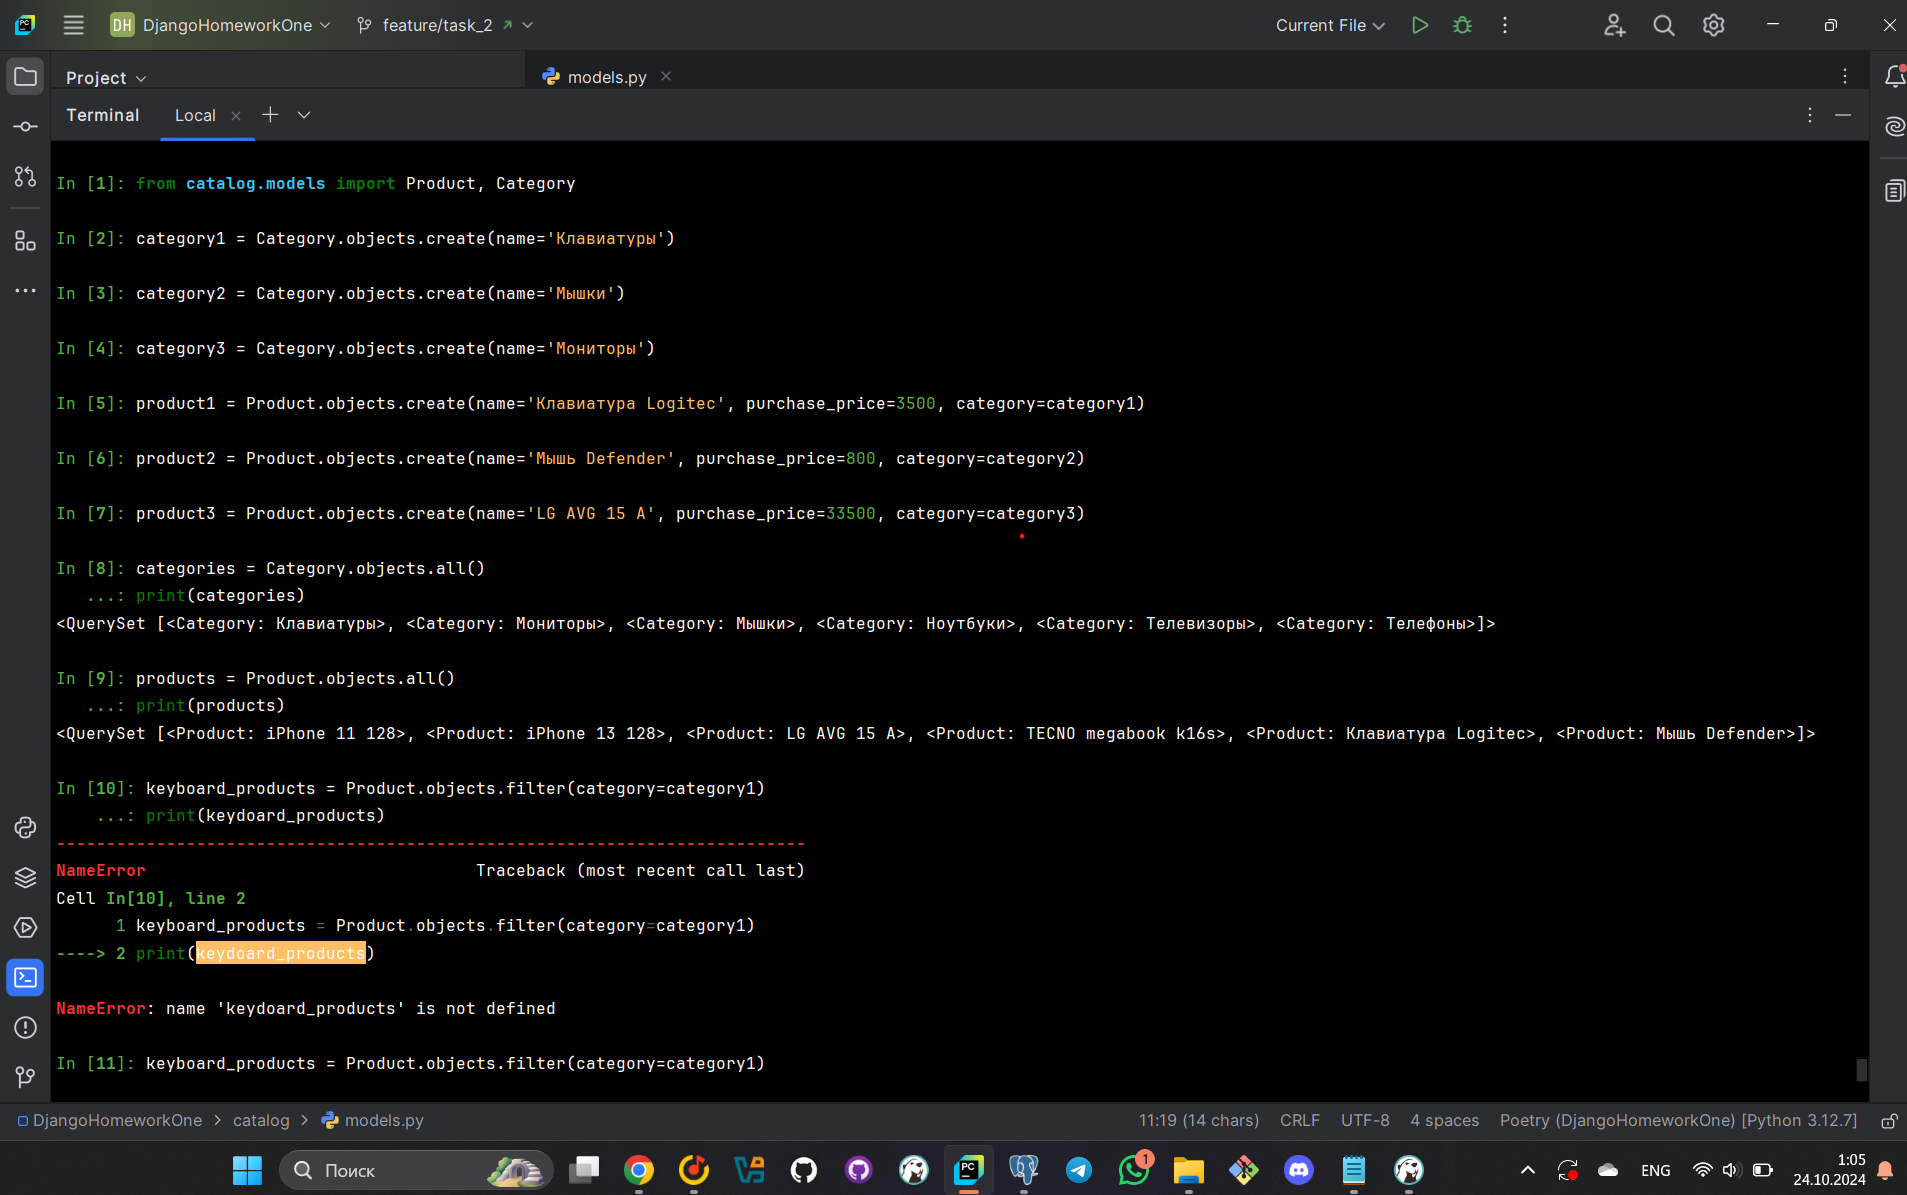 DH DjangoHomeworkOne feature/task_2 Current File
Project models.py
Terminal Local
In [1]: from catalog.models import Product, Category
In [2]: category1 = Category.objects.create(name='Клавиатуры')
In [3]: category2 = Category.objects.create(name='Мышки')
In [4]: category3 = Category.objects.create(name='Мониторы')
In [5]: product1 = Product.objects.create(name='Клавиатура Logitec', purchase_price=3500, category=category1)
In [6]: product2 = Product.objects.create(name='Мышь Defender', purchase_price=800, category=category2)
In [7]: product3 = Product.objects.create(name='LG AVG 15 A', purchase_price=33500, category=category3)
In [8]: categories = Category.objects.all()
...: print(categories)
<QuerySet [<Category: Клавиатуры>, <Category: Мониторы>, <Category: Мышки>, <Category: Ноутбуки>, <Category: Телевизоры>, <Category: Телефоны>]>
In [9]: products = Product.objects.all()
...: print(products)
<QuerySet [<Product: iPhone 11 128>, <Product: iPhone 13 128>, <Product: LG AVG 15 A>, <Product: TECNO megabook k16s>, <Product: Клавиатура Logitec>, <Product: Мышь Defender>]>
In [10]: keyboard_products = Product.objects.filter(category=category1)
...: print(keydoard_products)
---------------------------------------------------------------------------
NameError Traceback (most recent call last)
Cell In[10], line 2
1 keyboard_products = Product.objects.filter(category=category1)
----> 2 print(keydoard_products)
NameError: name 'keydoard_products' is not defined
In [11]: keyboard_products = Product.objects.filter(category=category1)
DjangoHomeworkOne > catalog > models.py 11:19 (14 chars) CRLF UTF-8 4 spaces Poetry (DjangoHomeworkOne) [Python 3.12.7]
Поиск PC 1 ENG 1:05
24.10.2024